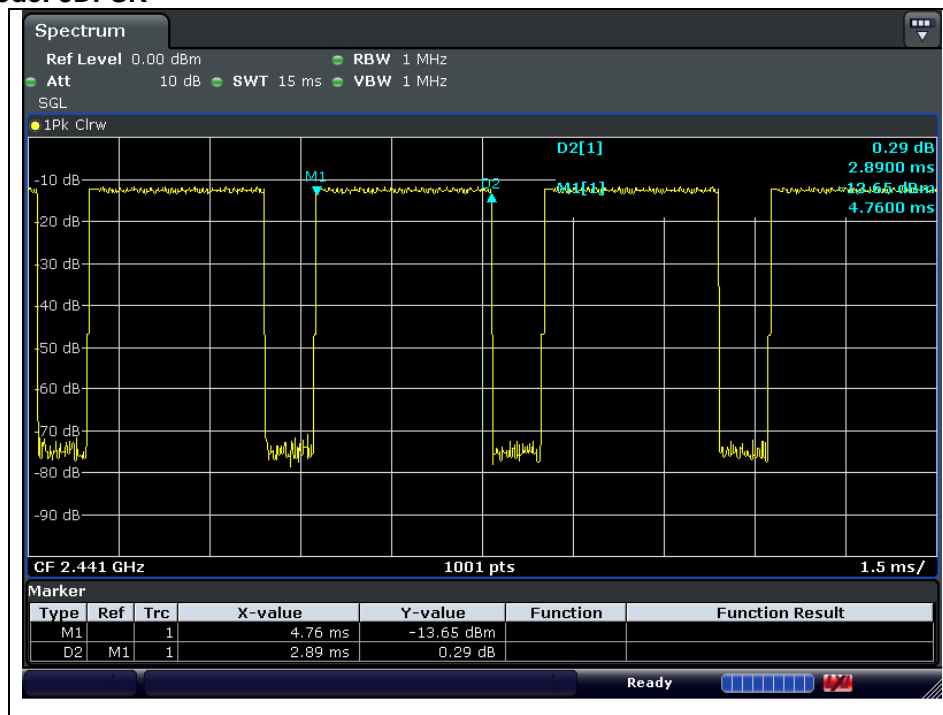 Spectrum
Ref Level 0.00 dBm RBW 1 MHz
Att 10 dB SWT 15 ms VBW 1 MHz
SGL
1Pk Clrw
D2[1] 0.29 dB
2.8900 ms
M1[1] -13.65 dBm
4.7600 ms
M1
D2
-10 dB
-20 dB
-30 dB
-40 dB
-50 dB
-60 dB
-70 dB
-80 dB
-90 dB
CF 2.441 GHz 1001 pts 1.5 ms/
Marker
Type Ref Trc X-value Y-value Function Function Result
M1 1 4.76 ms -13.65 dBm
D2 M1 1 2.89 ms 0.29 dB
Ready